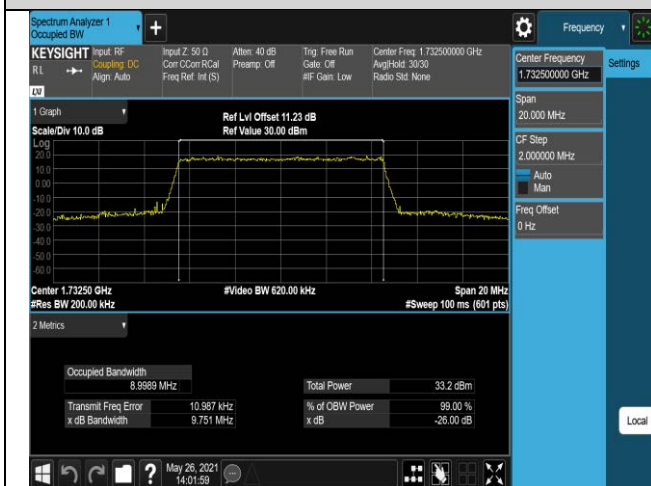 Spectrum Analyzer 1
Occupied BW
+
Frequency
KEYSIGHT
Input: RF
Coupling: DC
Align: Auto
Input Z: 50 Ω
Corr CCorr RCal
Freq Ref: Int (S)
Atten: 40 dB
Preamp: Off
Trig: Free Run
Gate: Off
#IF Gain: Low
Center Freq: 1.732500000 GHz
Avg|Hold: 30/30
Radio Std: None
RL
LXI
Center Frequency
1.732500000 GHz
Settings
Span
20.000 MHz
CF Step
2.000000 MHz
Auto
Man
Freq Offset
0 Hz
1 Graph
Scale/Div 10.0 dB
Ref Lvl Offset 11.23 dB
Ref Value 30.00 dBm
Log
20.0
10.0
0.00
-10.0
-20.0
-30.0
-40.0
-50.0
-60.0
Center 1.73250 GHz
#Res BW 200.00 kHz
#Video BW 620.00 kHz
Span 20 MHz
#Sweep 100 ms (601 pts)
2 Metrics
Occupied Bandwidth
8.9989 MHz
Total Power 33.2 dBm
Transmit Freq Error 10.987 kHz
% of OBW Power 99.00 %
x dB Bandwidth 9.751 MHz
x dB -26.00 dB
Local
?
May 26, 2021
14:01:59